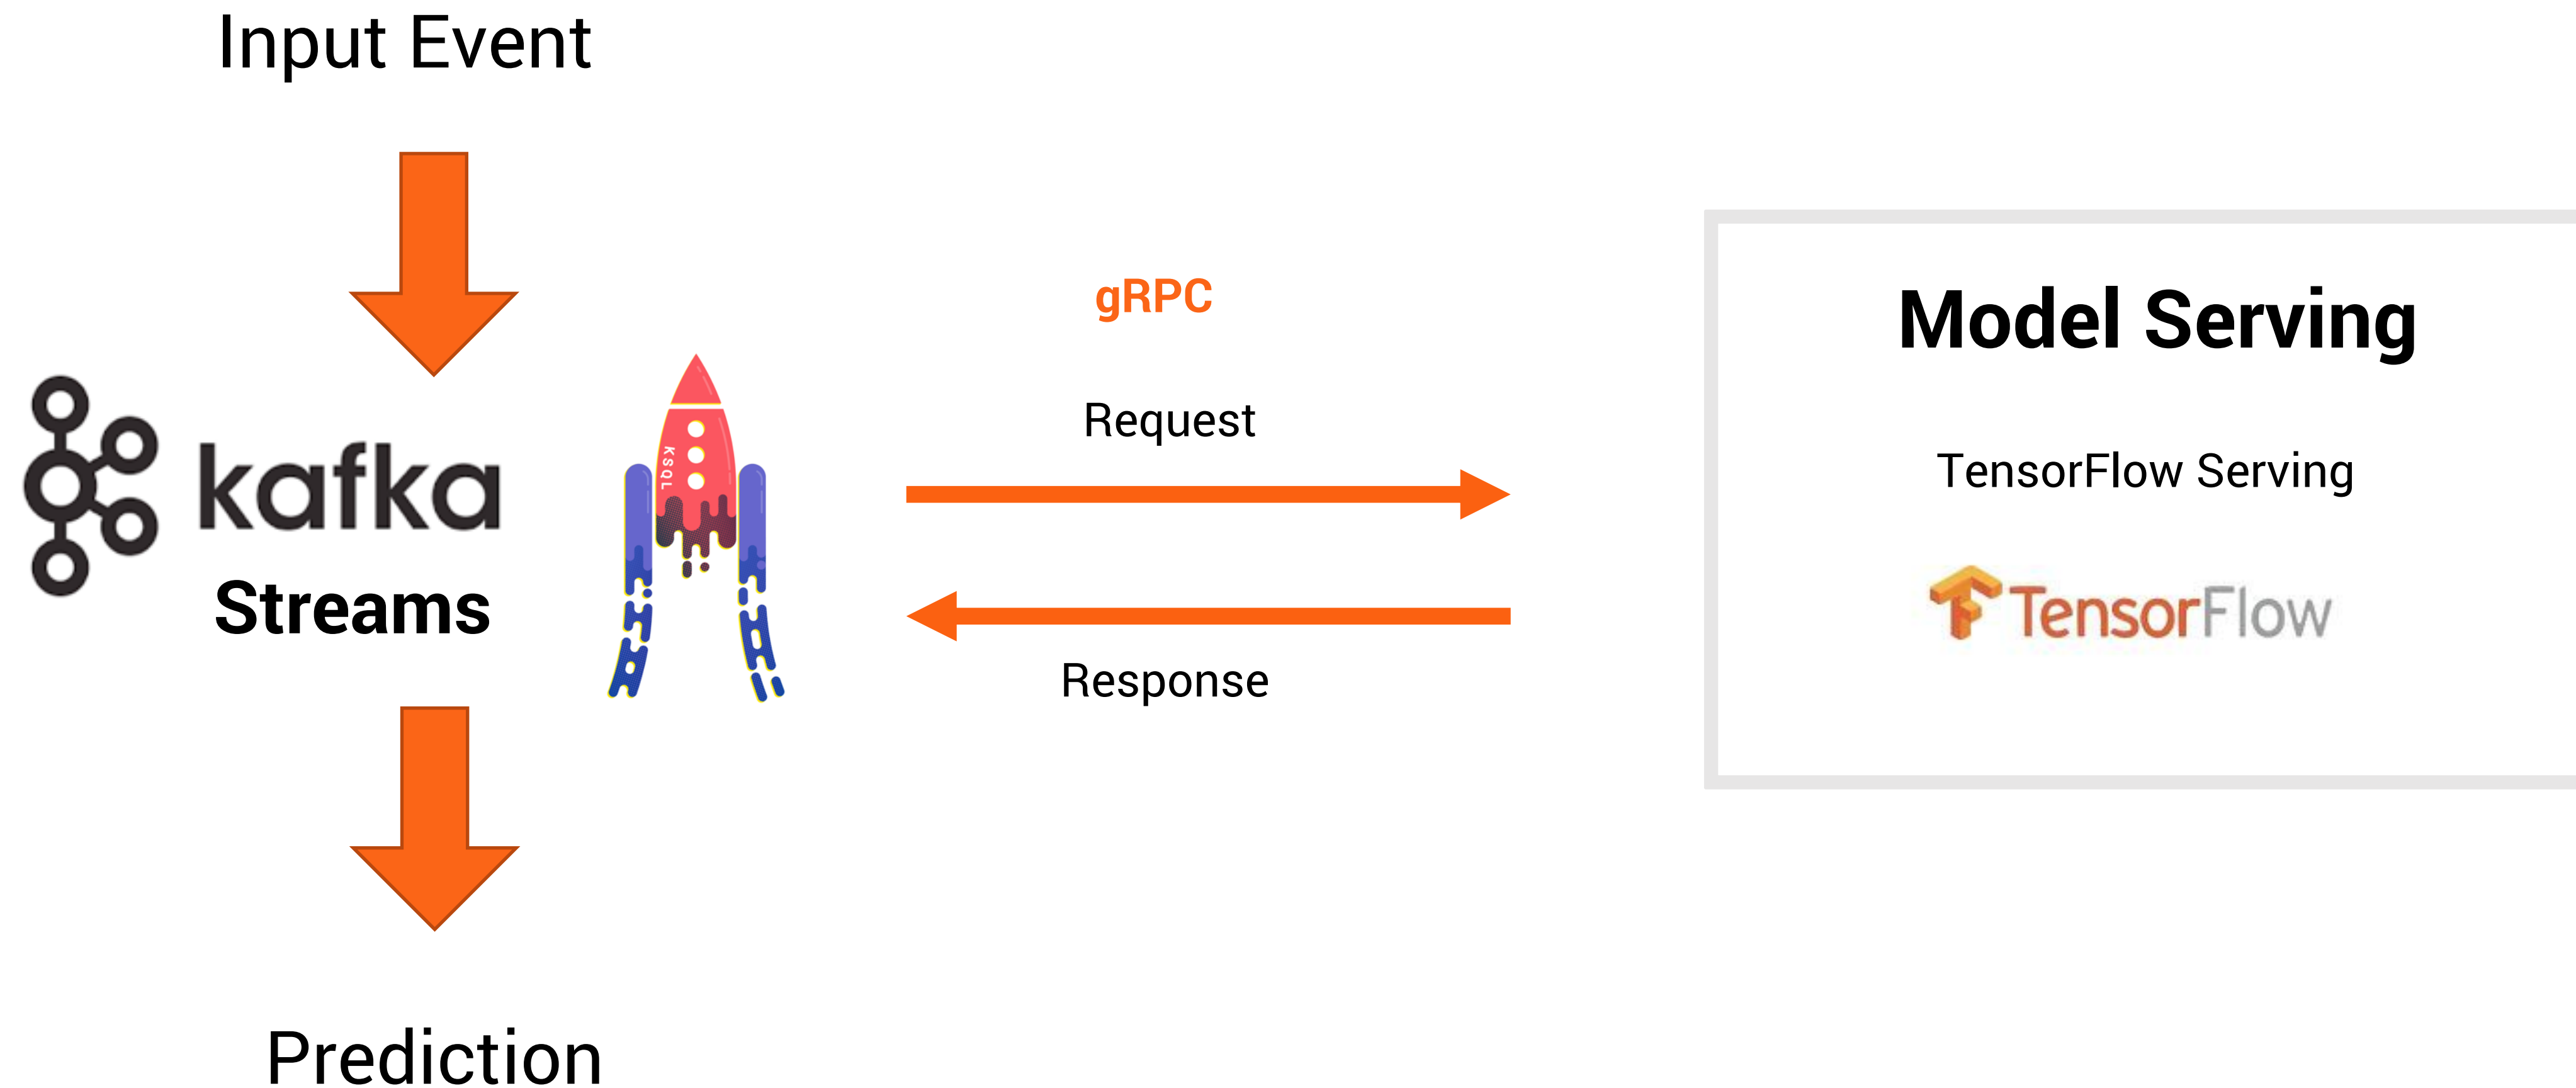 Input Event
gRPC
Model Serving
Request
kafka
KSQL
TensorFlow Serving
Streams
TensorFlow
Response
Prediction